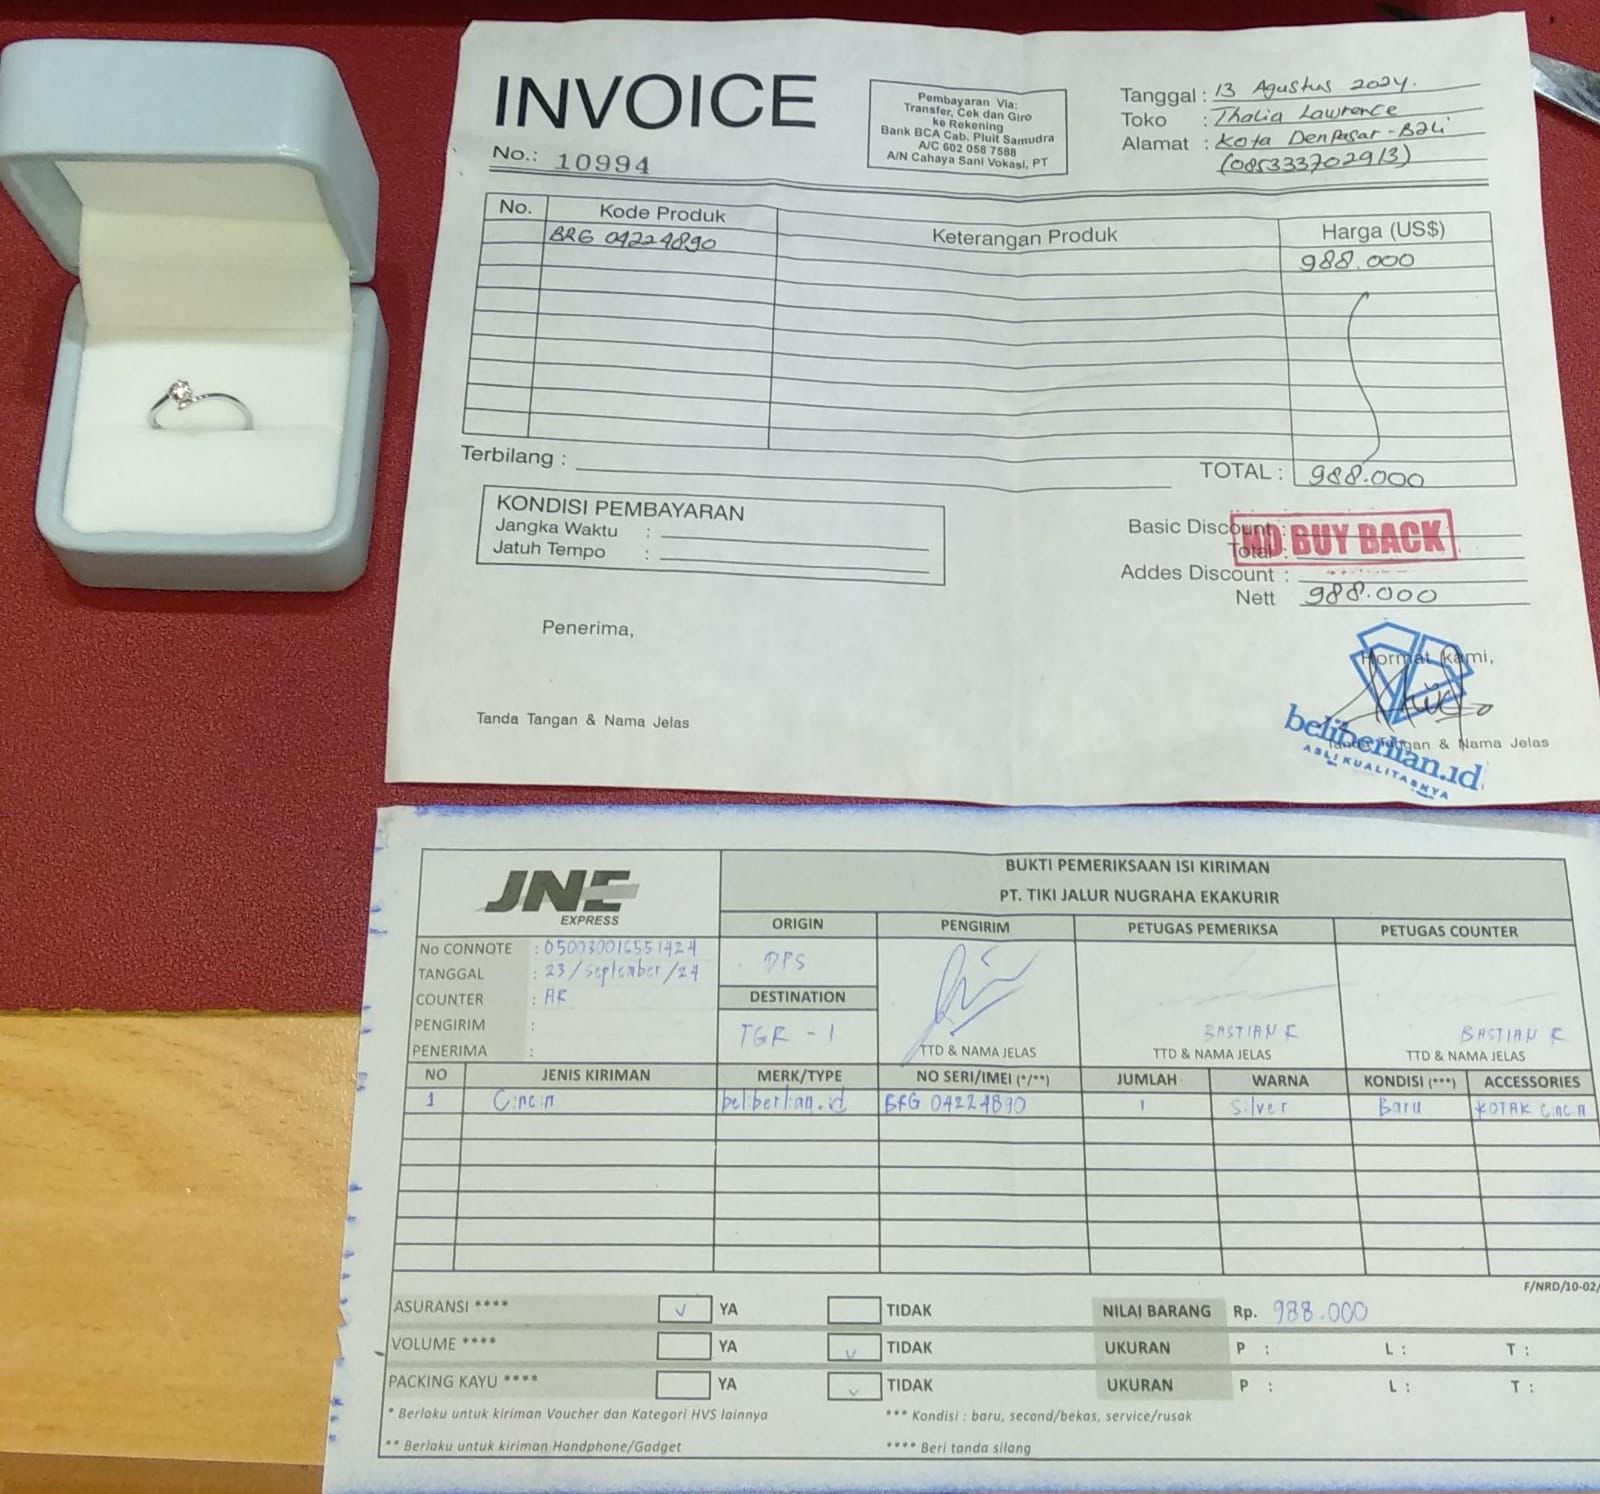 INVOICE
No.: 10994
Pembayaran Via:
Transfer, Cek dan Giro
ke Rekening
Bank BCA Cab. Pluit Samudra
A/C 602 058 7588
A/N Cahaya Sani Vokasi, PT
Tanggal : 13 Agustus 2024.
Toko : Thalia Lawrence
Alamat : Kota Denpasar - Bali
(085333702913)
No. Kode Produk Keterangan Produk Harga (US$)
BRG 04224890 988.000
Terbilang :
TOTAL : 988.000
KONDISI PEMBAYARAN
Jangka Waktu :
Jatuh Tempo :
Basic Discount :
Total :
NO BUY BACK
Addes Discount :
Nett 988.000
Penerima,
Hormat kami,
Tanda Tangan & Nama Jelas
Tanda Tangan & Nama Jelas
beliberlian.id
ASLI KUALITASNYA
JNE
EXPRESS
BUKTI PEMERIKSAAN ISI KIRIMAN
PT. TIKI JALUR NUGRAHA EKAKURIR
ORIGIN PENGIRIM PETUGAS PEMERIKSA PETUGAS COUNTER
No CONNOTE : 050030016551424
TANGGAL : 23/september/24
COUNTER : AR
PENGIRIM :
PENERIMA :
DPS
DESTINATION
TGR - 1
BASTIAN R
BASTIAN R
TTD & NAMA JELAS TTD & NAMA JELAS TTD & NAMA JELAS
NO JENIS KIRIMAN MERK/TYPE NO SERI/IMEI (*/**) JUMLAH WARNA KONDISI (***) ACCESSORIES
1 Cincin beliberlian.id BRG 04224890 1 Silver Baru KOTAK Cincin
F/NRD/10-02/
ASURANSI **** v YA TIDAK NILAI BARANG Rp. 988.000
VOLUME **** YA v TIDAK UKURAN P : L : T :
PACKING KAYU **** YA v TIDAK UKURAN P : L : T :
* Berlaku untuk kiriman Voucher dan Kategori HVS lainnya *** Kondisi : baru, second/bekas, service/rusak
** Berlaku untuk kiriman Handphone/Gadget **** Beri tanda silang